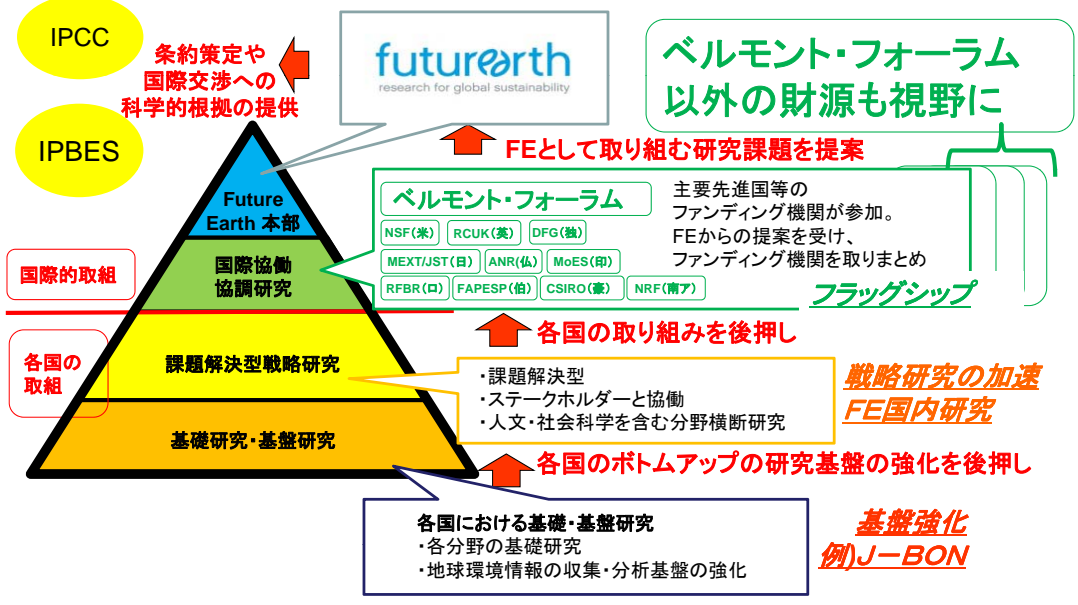 IPCC
IPBES
条約策定や
国際交渉への
科学的根拠の提供
futurearth
research for global sustainability
ベルモント・フォーラム
以外の財源も視野に
FEとして取り組む研究課題を提案
Future
Earth 本部
国際協働
協調研究
課題解決型戦略研究
基礎研究・基盤研究
国際的取組
各国の
取組
ベルモント・フォーラム
NSF(米) RCUK(英) DFG(独)
MEXT/JST(日) ANR(仏) MoES(印)
RFBR(ロ) FAPESP(伯) CSIRO(豪) NRF(南ア)
主要先進国等の
ファンディング機関が参加。
FEからの提案を受け、
ファンディング機関を取りまとめ
フラッグシップ
各国の取り組みを後押し
・課題解決型
・ステークホルダーと協働
・人文・社会科学を含む分野横断研究
戦略研究の加速
FE国内研究
各国のボトムアップの研究基盤の強化を後押し
各国における基礎・基盤研究
・各分野の基礎研究
・地球環境情報の収集・分析基盤の強化
基盤強化
例)J－BON